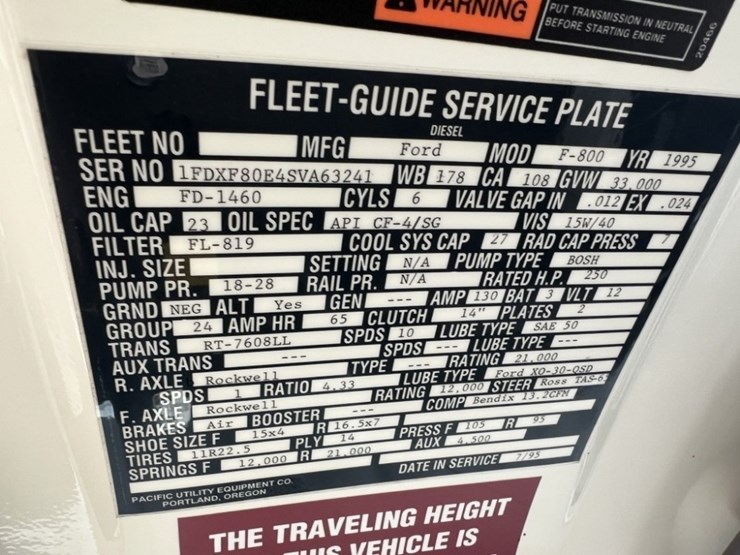 WARNING
PUT TRANSMISSION IN NEUTRAL
BEFORE STARTING ENGINE
20466
FLEET-GUIDE SERVICE PLATE
DIESEL
FLEET NO MFG Ford MOD F-800 YR 1995
SER NO 1FDXF80E4SVA63241 WB 178 CA 108 GVW 33,000
ENG FD-1460 CYLS 6 VALVE GAP IN .012 EX .024
OIL CAP 23 OIL SPEC API CF-4/SG VIS 15W/40
FILTER FL-819 COOL SYS CAP 27 RAD CAP PRESS 7
INJ. SIZE SETTING N/A PUMP TYPE BOSH
PUMP PR. 18-28 RAIL PR. N/A RATED H.P. 250
GRND NEG ALT Yes GEN --- AMP 130 BAT 3 VLT 12
GROUP 24 AMP HR 65 CLUTCH 14" PLATES 2
TRANS RT-7608LL SPDS 10 LUBE TYPE SAE 50
AUX TRANS --- SPDS --- LUBE TYPE ---
R. AXLE Rockwell TYPE --- RATING 21,000
SPDS 1 RATIO 4.33 LUBE TYPE Ford XO-30-QSD
F. AXLE Rockwell RATING 12,000 STEER Ross TAS-6
BRAKES Air BOOSTER --- COMP Bendix 13.2CFM
SHOE SIZE F 15x4 R 16.5x7 PRESS F 105 R 95
TIRES 11R22.5 PLY 14 AUX 4,500
SPRINGS F 12,000 R 21,000 DATE IN SERVICE 7/95
PACIFIC UTILITY EQUIPMENT CO.
PORTLAND, OREGON
THE TRAVELING HEIGHT
THIS VEHICLE IS